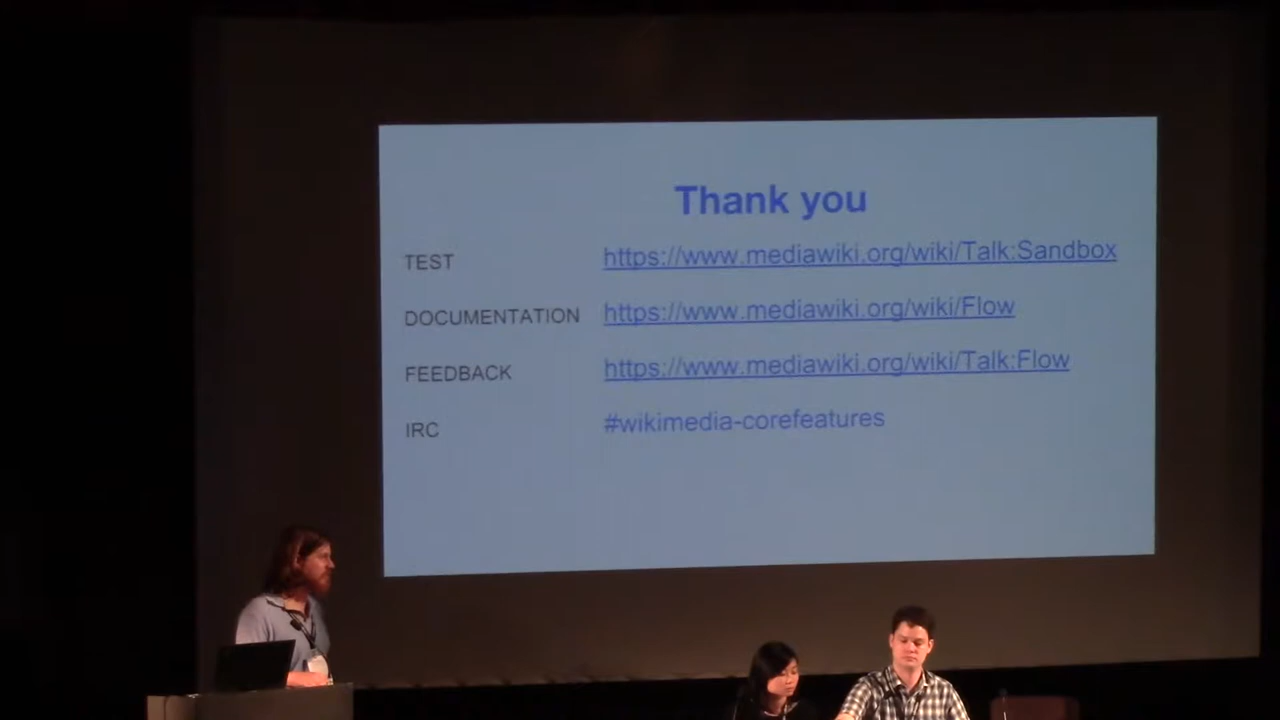 Thank you
TEST https://www.mediawiki.org/wiki/Talk:Sandbox
DOCUMENTATION https://www.mediawiki.org/wiki/Flow
FEEDBACK https://www.mediawiki.org/wiki/Talk:Flow
IRC #wikimedia-corefeatures